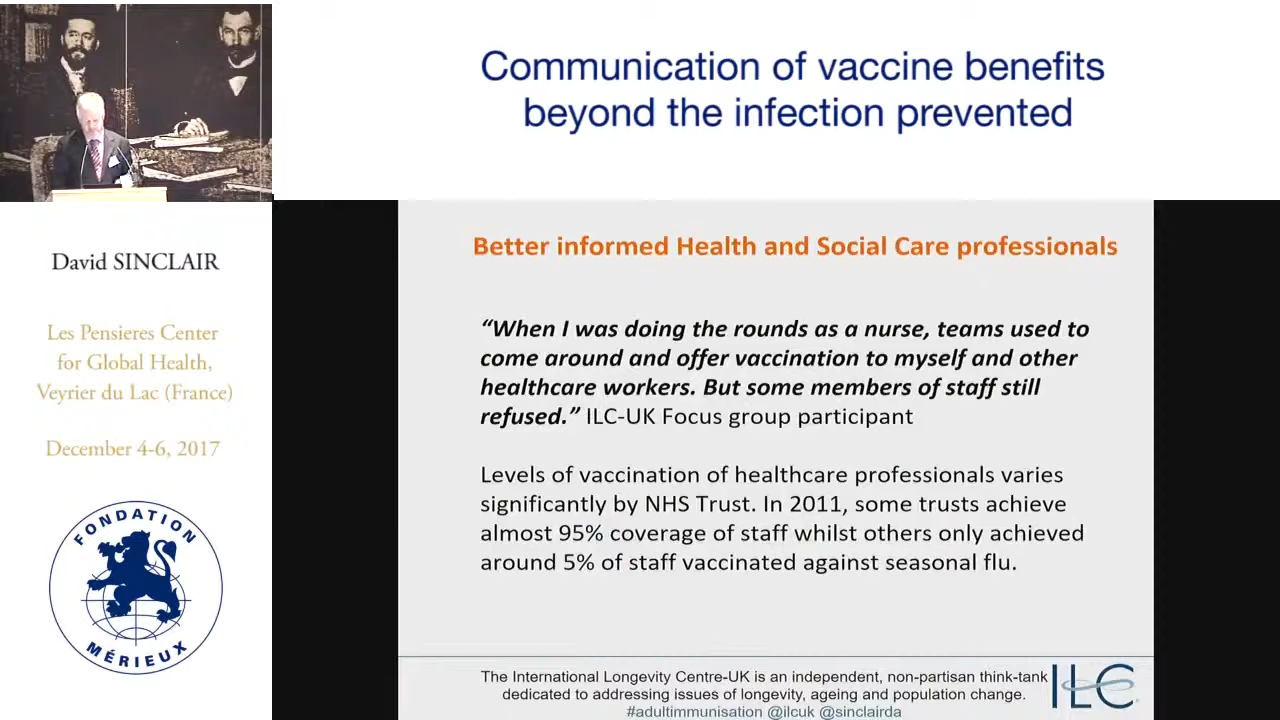 Communication of vaccine benefits
beyond the infection prevented
David SINCLAIR
Les Pensieres Center
for Global Health,
Veyrier du Lac (France)
December 4-6, 2017
FONDATION
MÉRIEUX
Better informed Health and Social Care professionals
“When I was doing the rounds as a nurse, teams used to
come around and offer vaccination to myself and other
healthcare workers. But some members of staff still
refused.” ILC-UK Focus group participant
Levels of vaccination of healthcare professionals varies
significantly by NHS Trust. In 2011, some trusts achieve
almost 95% coverage of staff whilst others only achieved
around 5% of staff vaccinated against seasonal flu.
The International Longevity Centre-UK is an independent, non-partisan think-tank
dedicated to addressing issues of longevity, ageing and population change.
#adultimmunisation @ilcuk @sinclairda
ILC